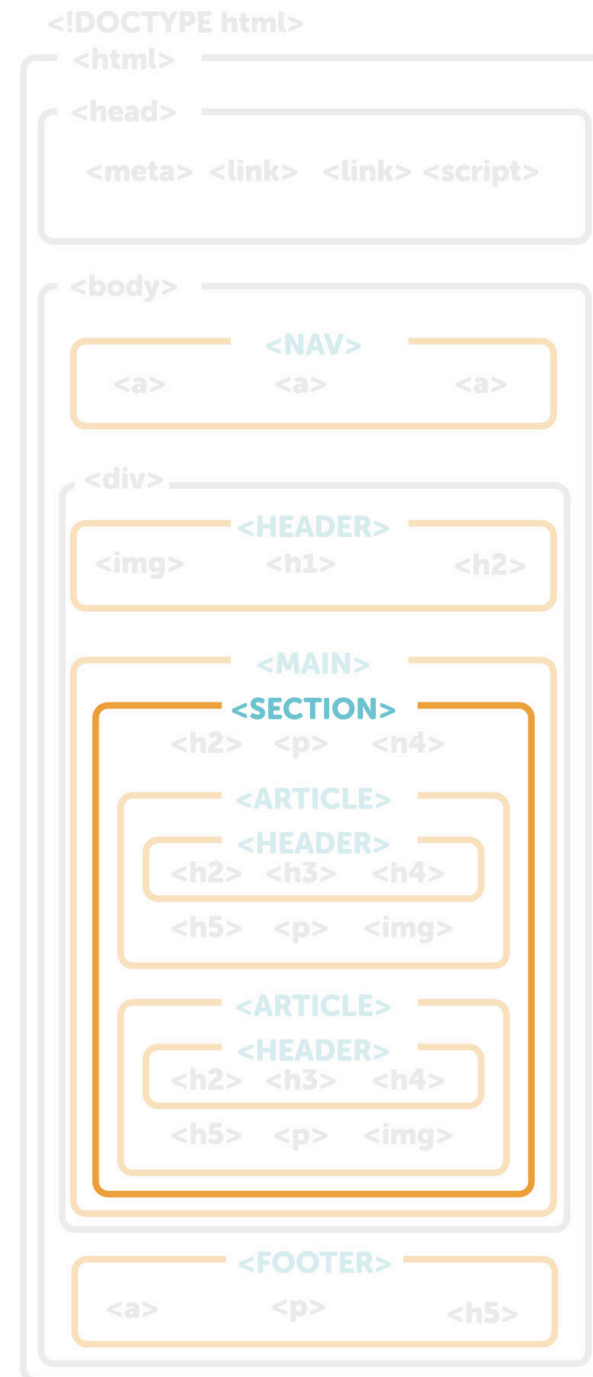 <!DOCTYPE html>
<html>
<head>
<meta> <link> <link> <script>
<body>
<NAV>
<a> <a> <a>
<div>
<HEADER>
<img> <h1> <h2>
<MAIN>
<SECTION>
<h2> <p> <n4>
<ARTICLE>
<HEADER>
<h2> <h3> <h4>
<h5> <p> <img>
<ARTICLE>
<HEADER>
<h2> <h3> <h4>
<h5> <p> <img>
<FOOTER>
<a> <p> <h5>